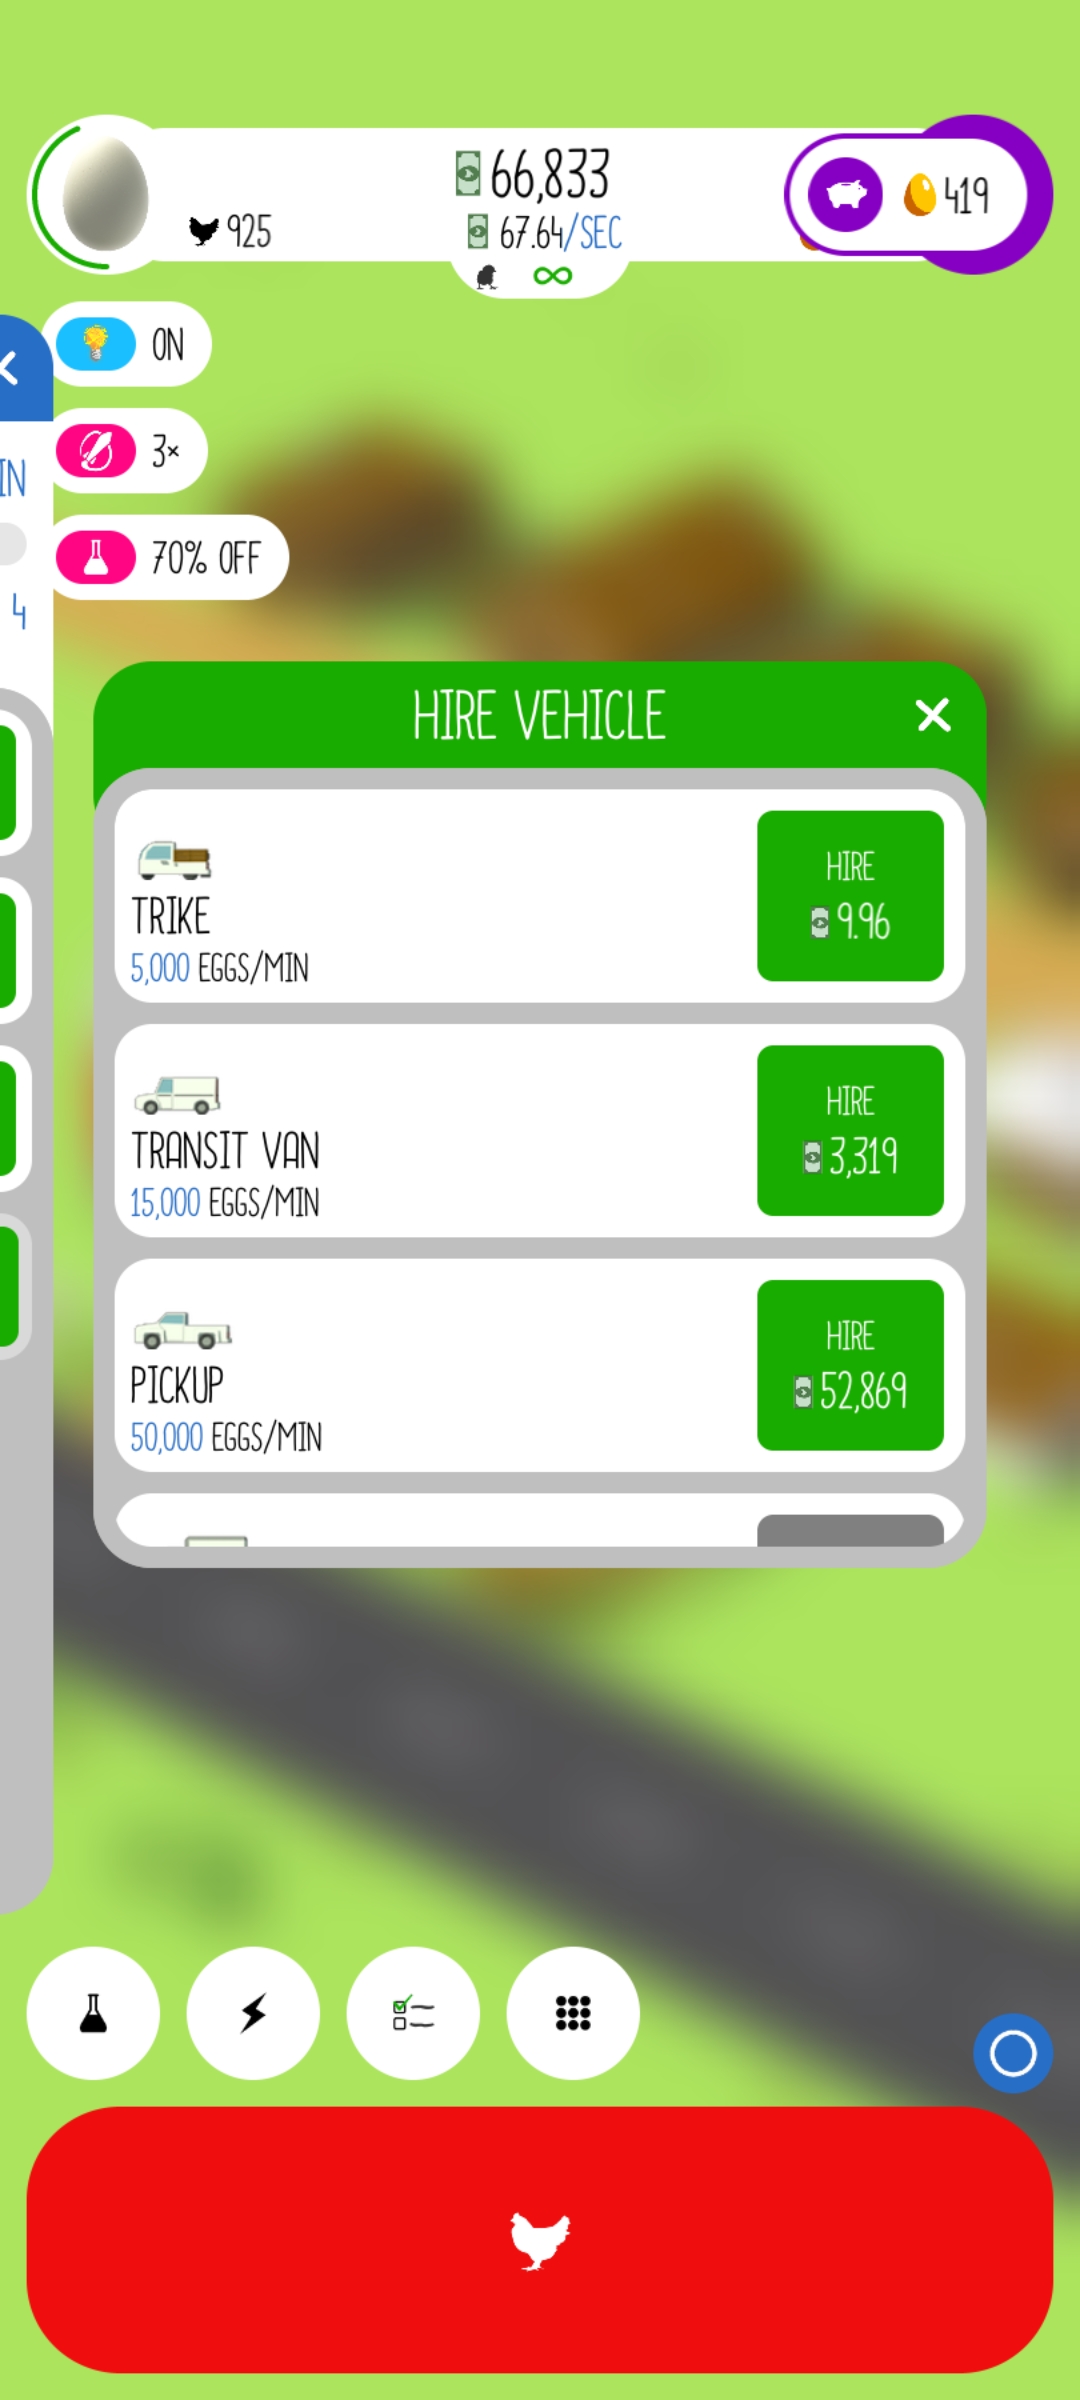 66,833
925
67.64/SEC
419
ON
3×
70% OFF
IN
4
HIRE VEHICLE
TRIKE
5,000 EGGS/MIN
HIRE
9.96
TRANSIT VAN
15,000 EGGS/MIN
HIRE
3,319
PICKUP
50,000 EGGS/MIN
HIRE
52,869